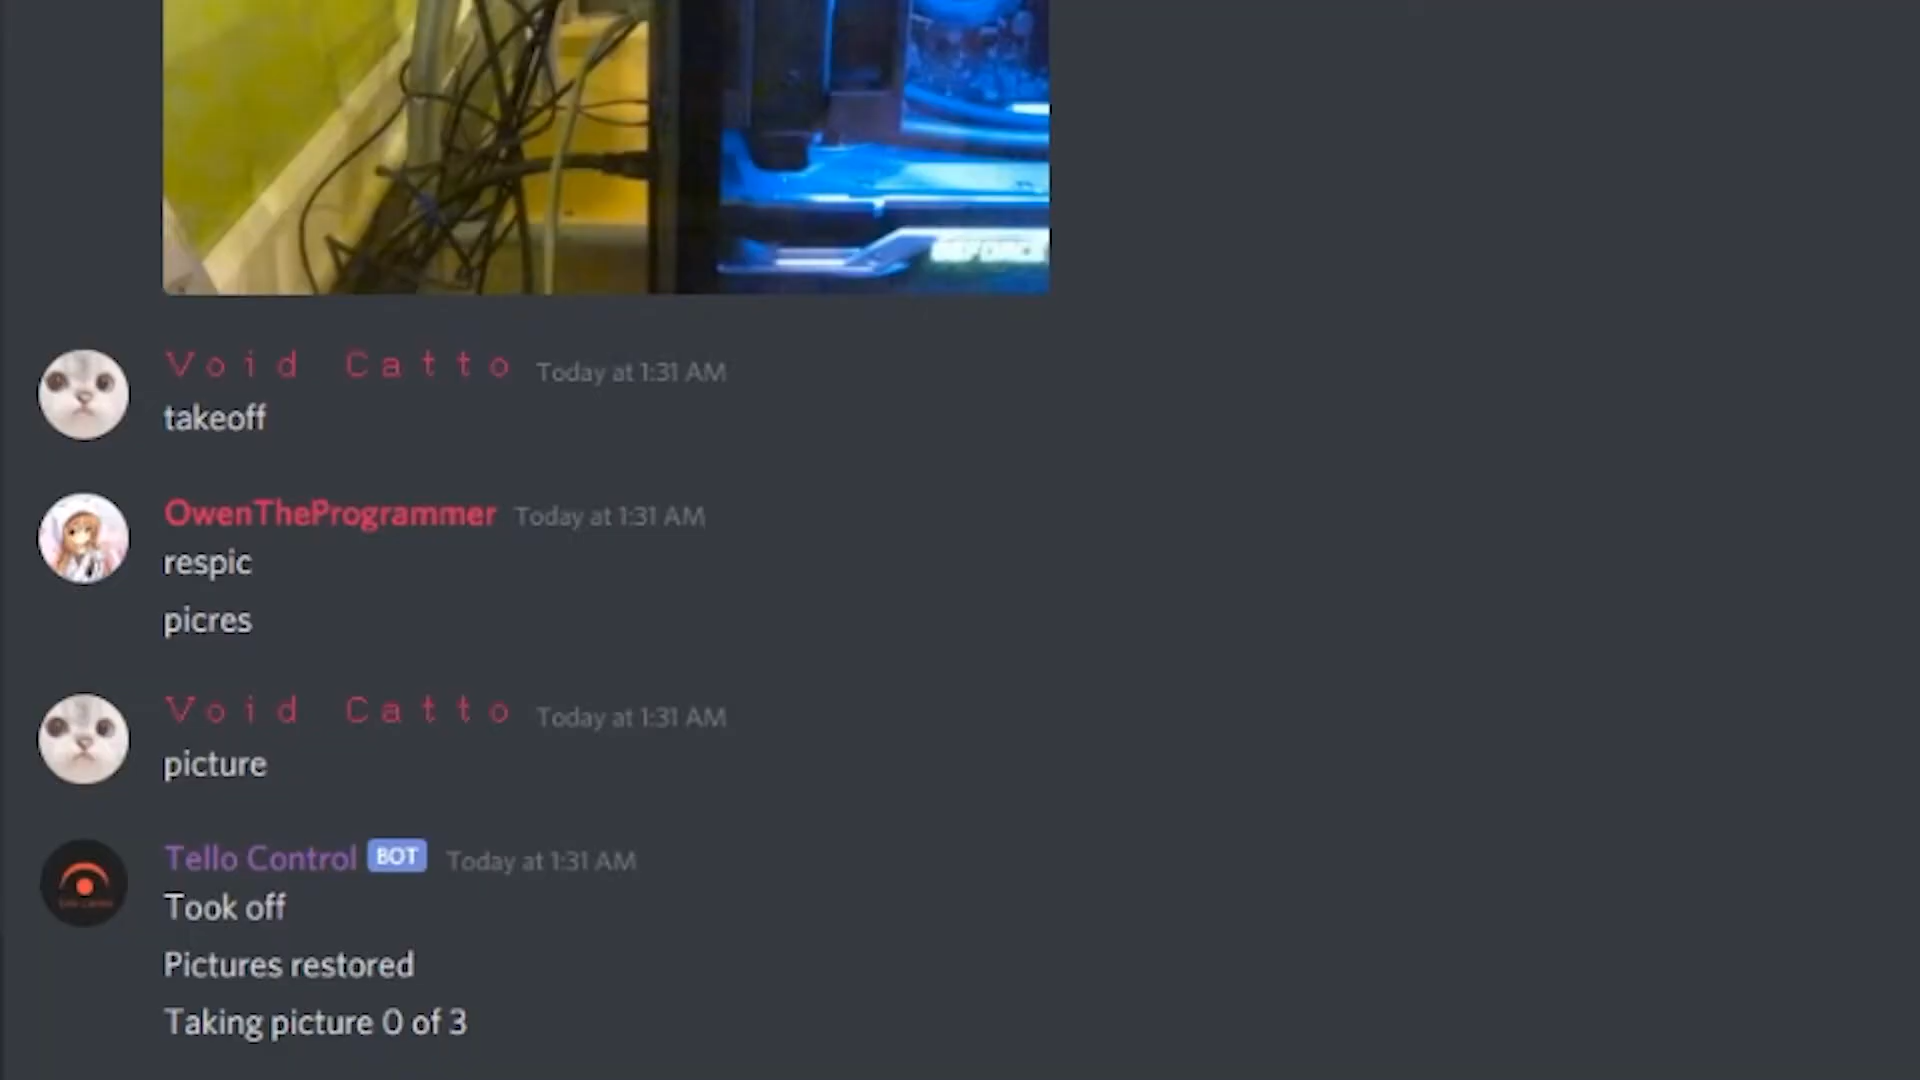 GEFORCE
Void Catto Today at 1:31 AM
takeoff
OwenTheProgrammer Today at 1:31 AM
respic
picres
Void Catto Today at 1:31 AM
picture
Tello Control BOT Today at 1:31 AM
Took off
Pictures restored
Taking picture 0 of 3